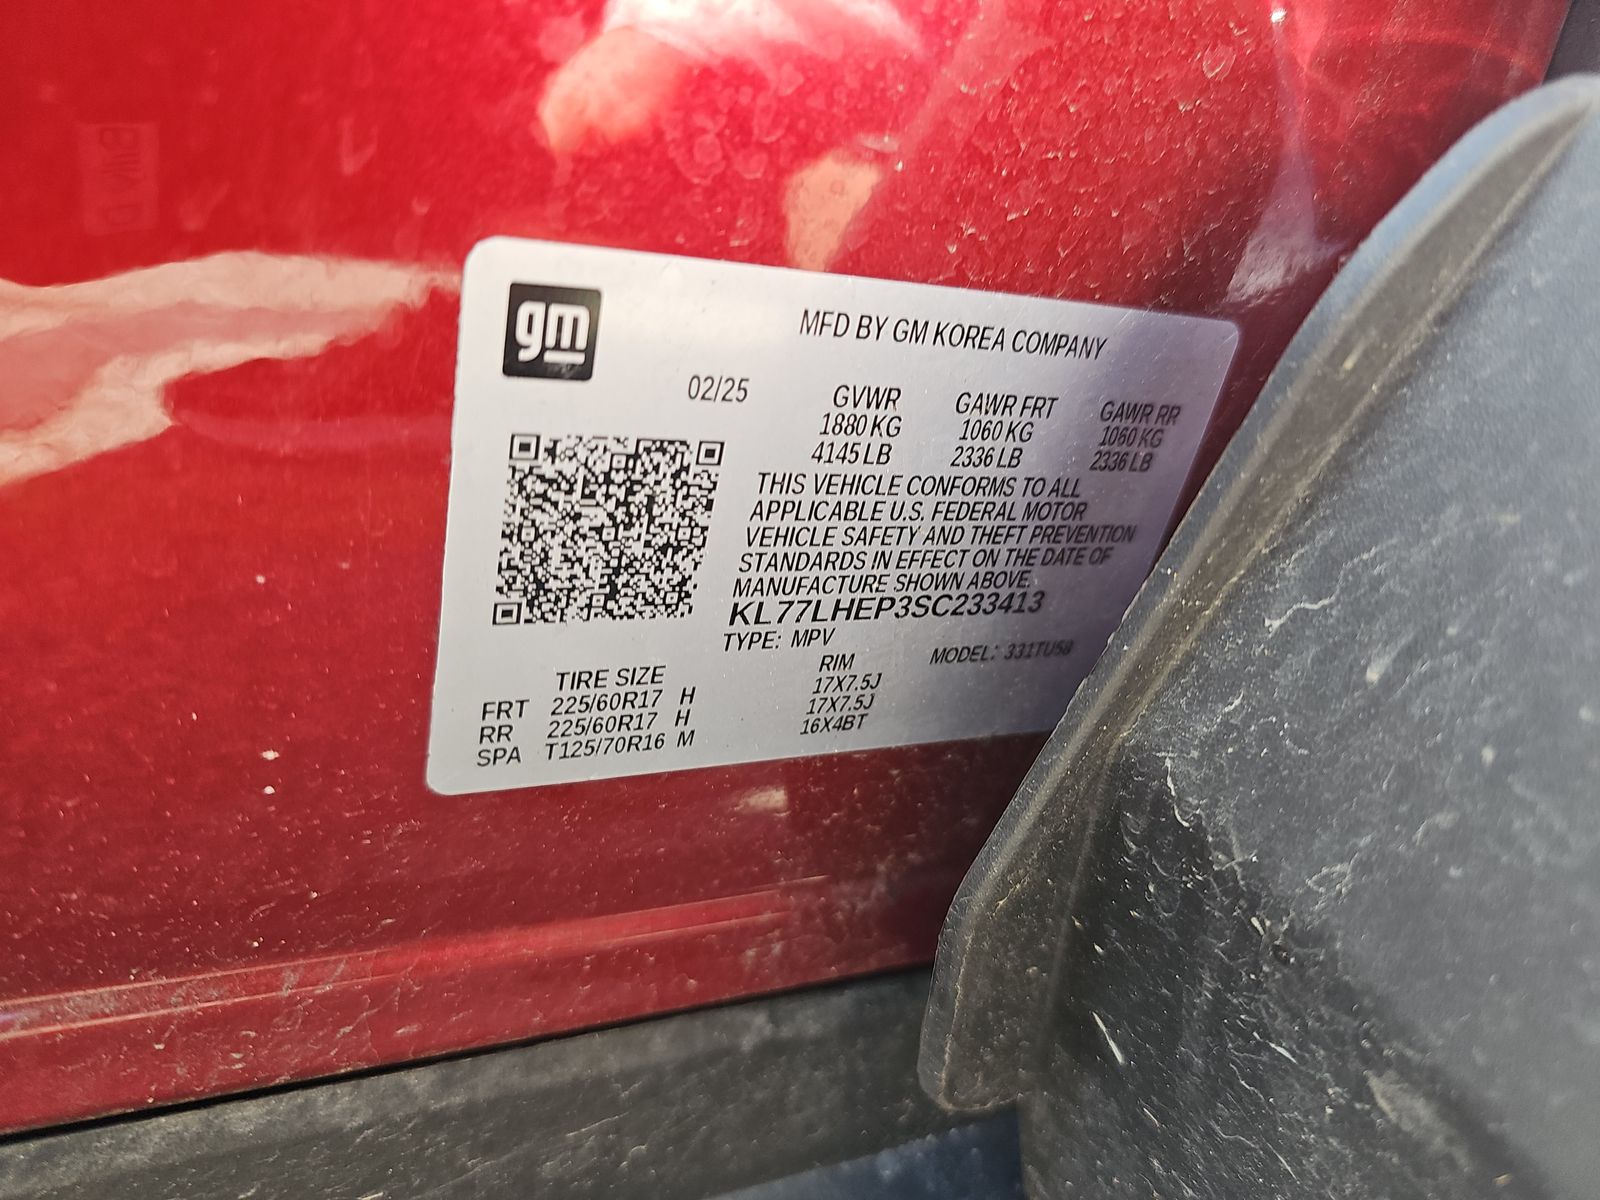 gm
MFD BY GM KOREA COMPANY
02/25
GVWR GAWR FRT GAWR RR
1880 KG 1060 KG 1060 KG
4145 LB 2336 LB 2336 LB
THIS VEHICLE CONFORMS TO ALL
APPLICABLE U.S. FEDERAL MOTOR
VEHICLE SAFETY AND THEFT PREVENTION
STANDARDS IN EFFECT ON THE DATE OF
MANUFACTURE SHOWN ABOVE.
KL77LHEP3SC233413
TYPE: MPV MODEL: 331TU58
TIRE SIZE RIM
FRT 225/60R17 H 17X7.5J
RR 225/60R17 H 17X7.5J
SPA T125/70R16 M 16X4BT